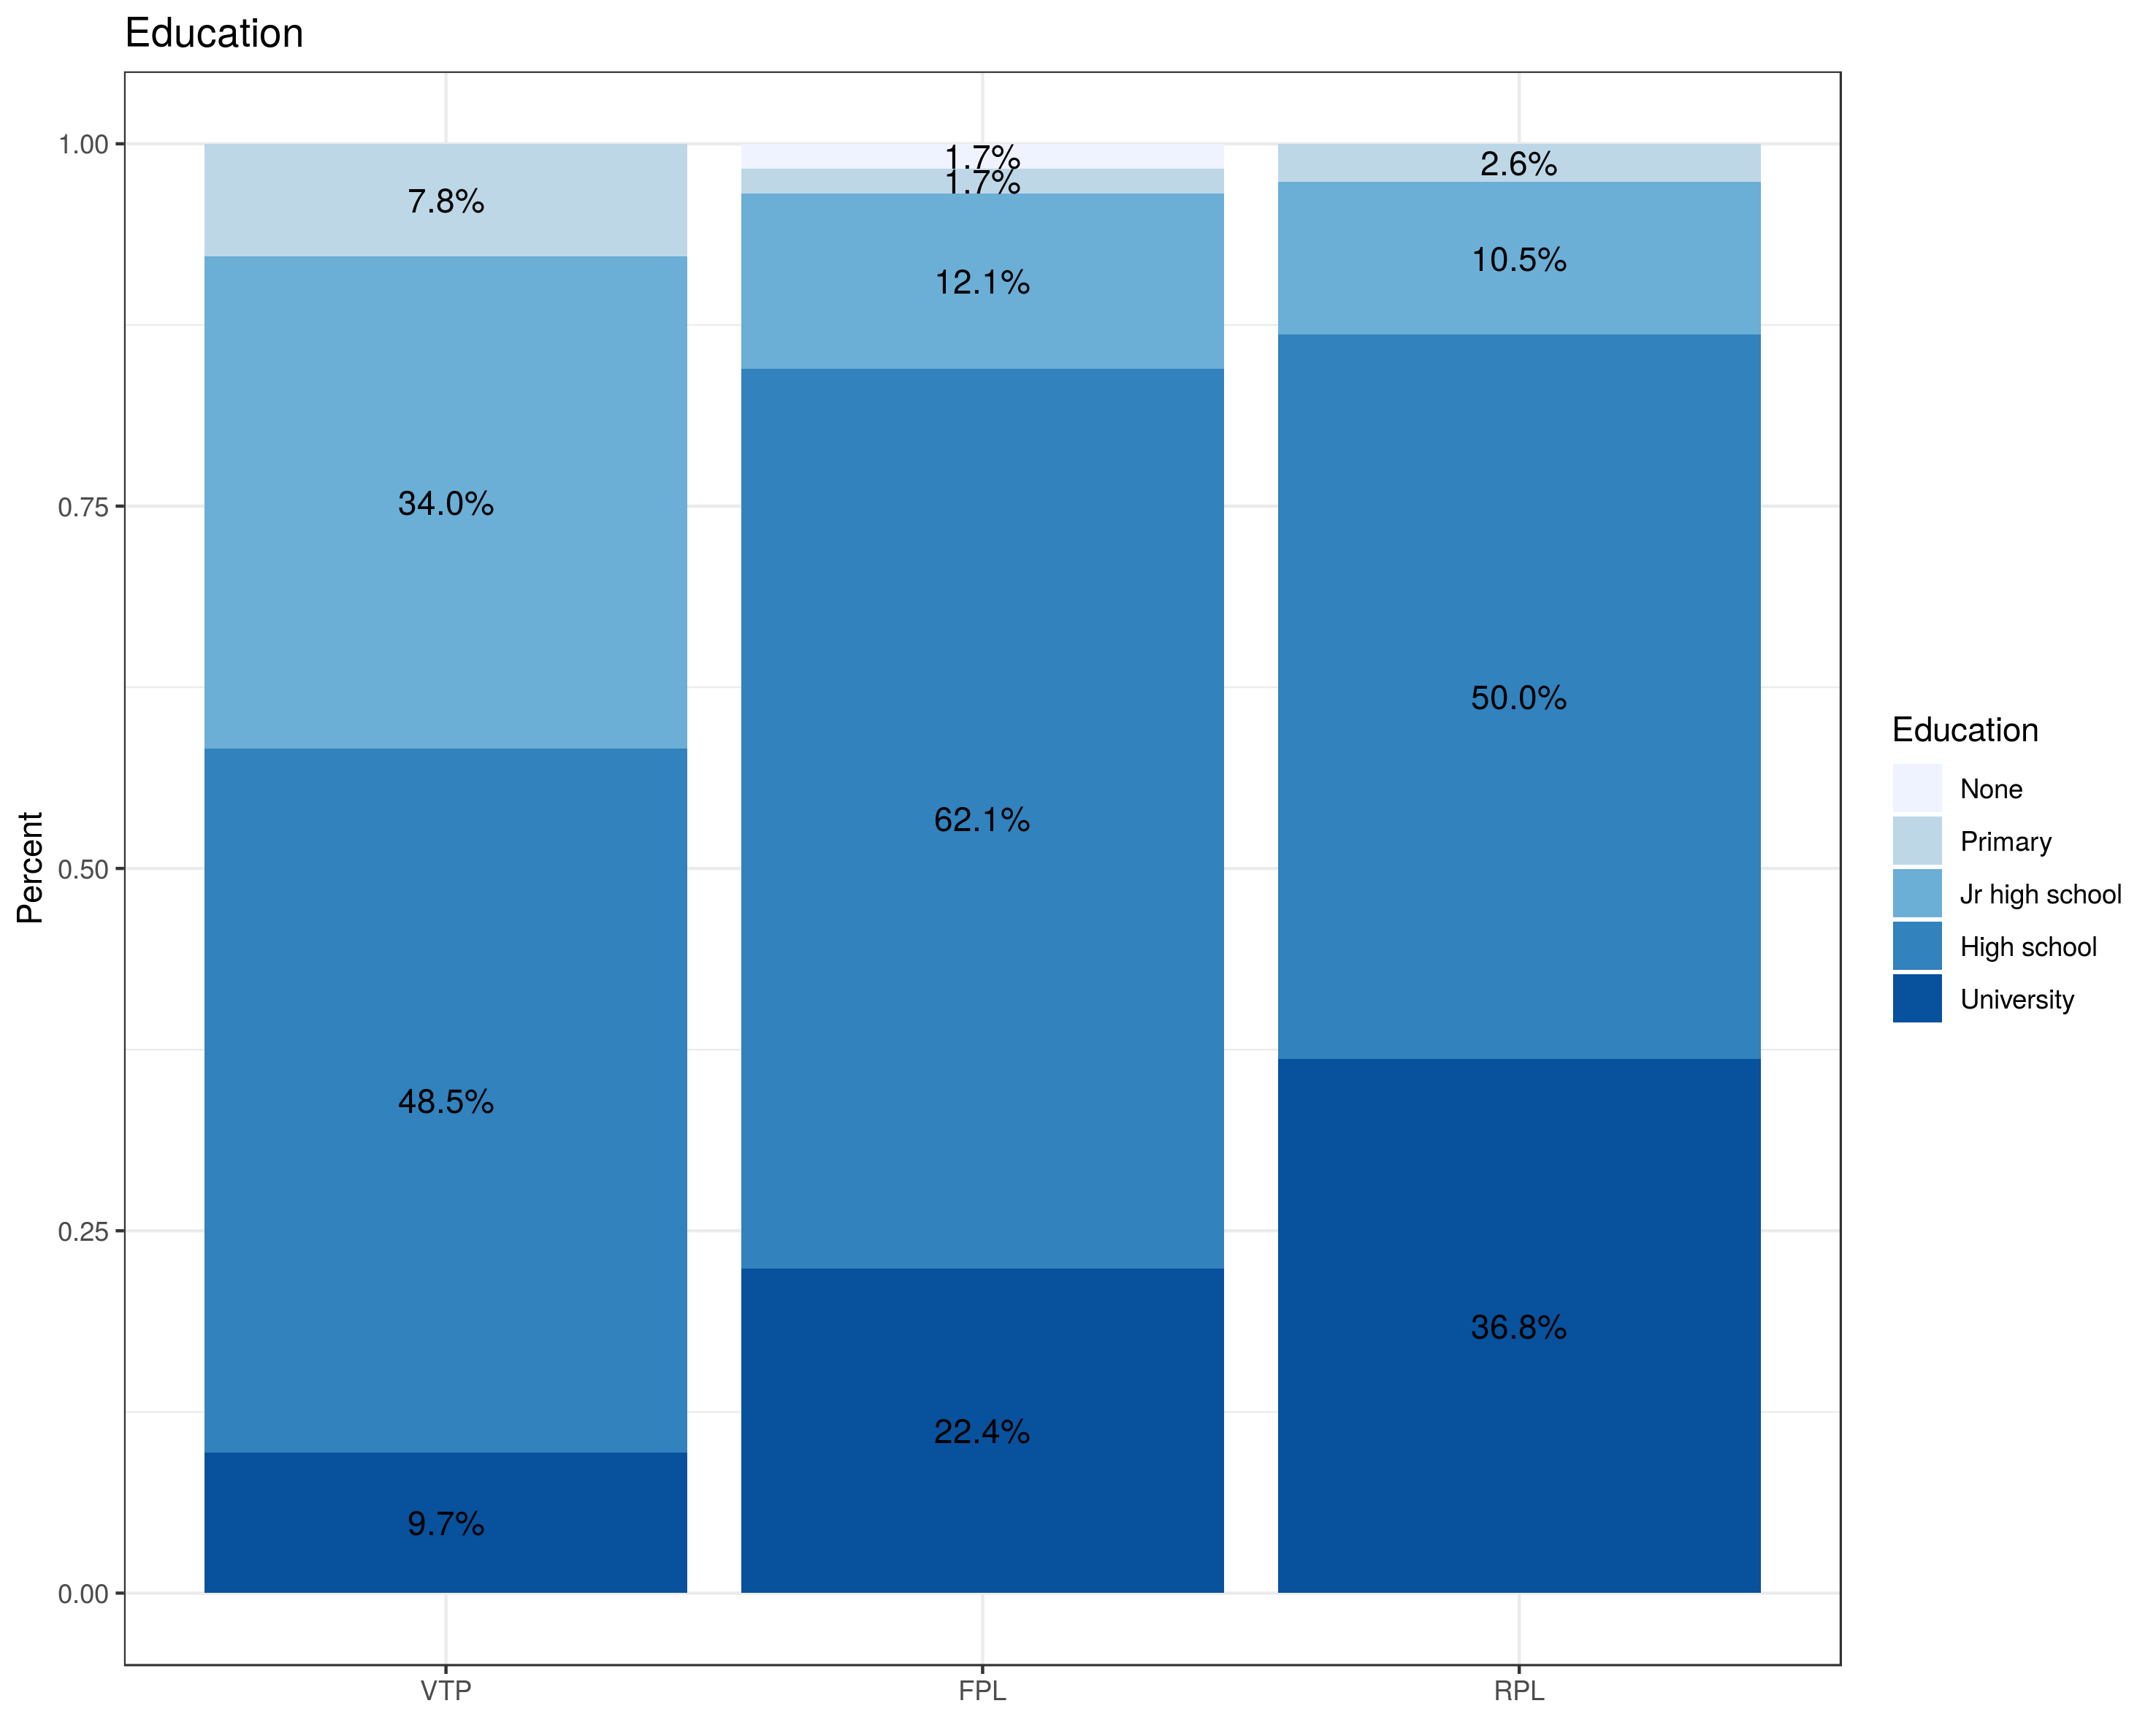 Education
1.00
0.75
0.50
0.25
0.00
Percent
7.8%
34.0%
48.5%
9.7%
1.7%
1.7%
12.1%
62.1%
22.4%
2.6%
10.5%
50.0%
36.8%
VTP
FPL
RPL
Education
None
Primary
Jr high school
High school
University